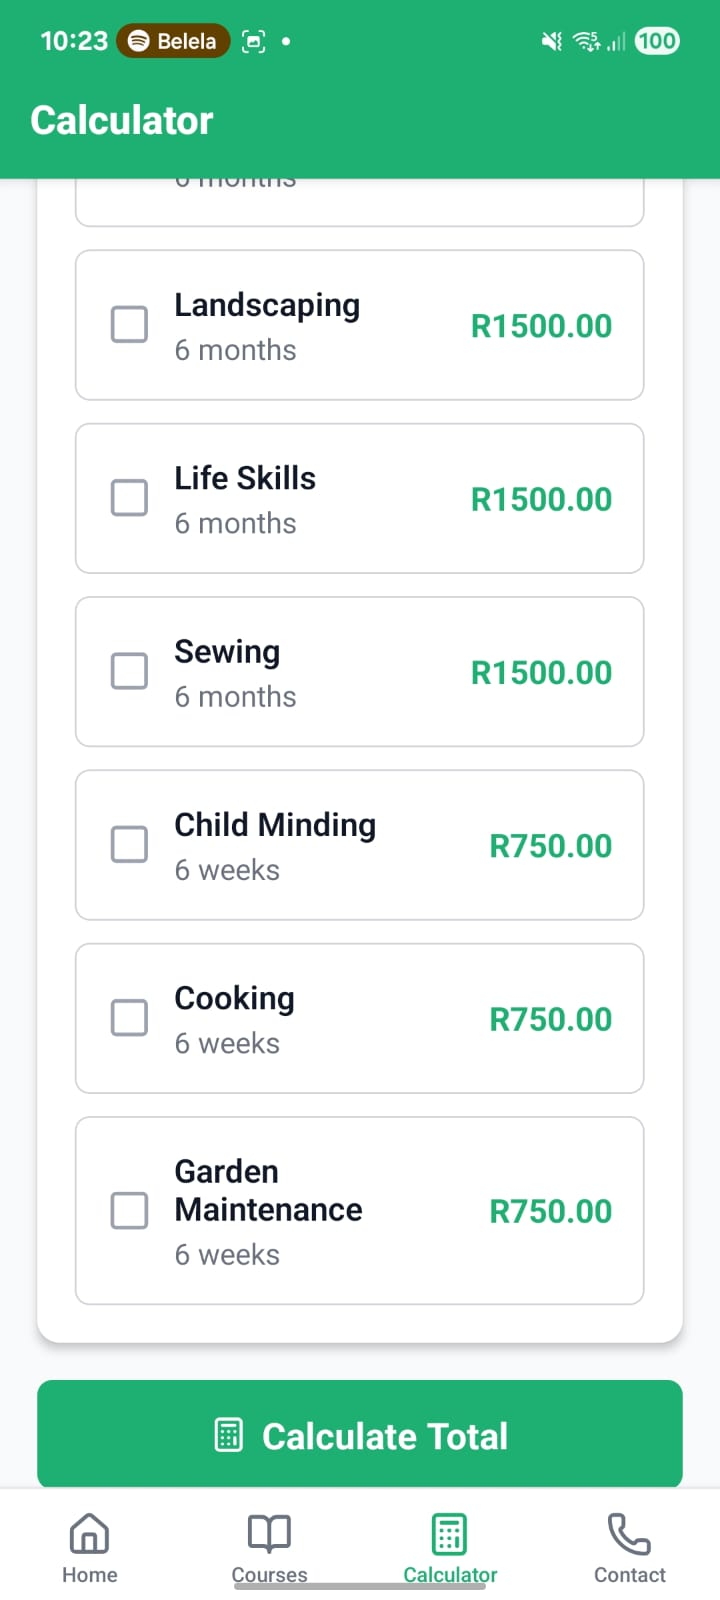 10:23 Belela 100
Calculator
6 months
Landscaping
6 months
R1500.00
Life Skills
6 months
R1500.00
Sewing
6 months
R1500.00
Child Minding
6 weeks
R750.00
Cooking
6 weeks
R750.00
Garden
Maintenance
6 weeks
R750.00
Calculate Total
Home Courses Calculator Contact